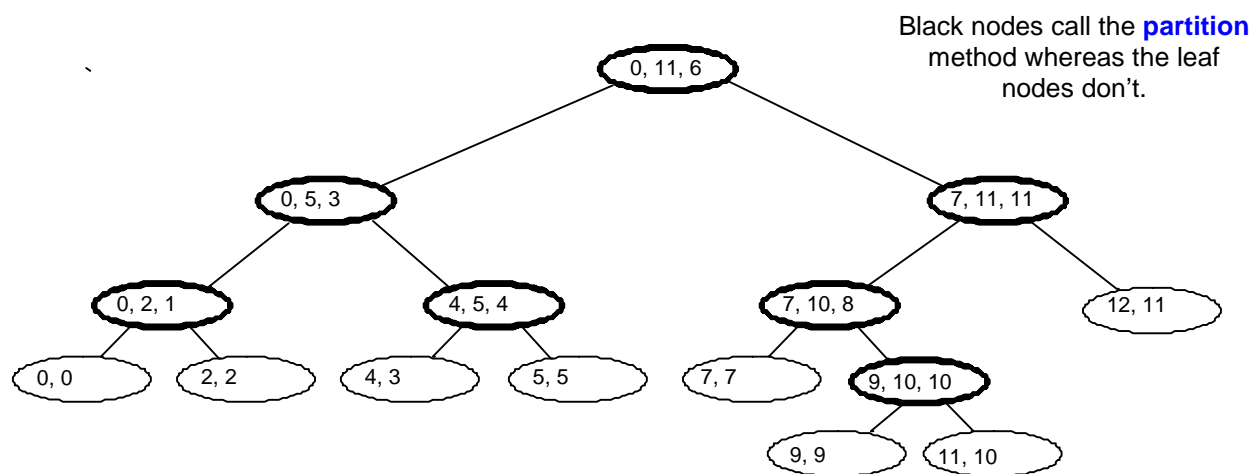 Black nodes call the partition
method whereas the leaf
nodes don't.
0, 11, 6
0, 5, 3
7, 11, 11
0, 2, 1
4, 5, 4
7, 10, 8
12, 11
0, 0
2, 2
4, 3
5, 5
7, 7
9, 10, 10
9, 9
11, 10